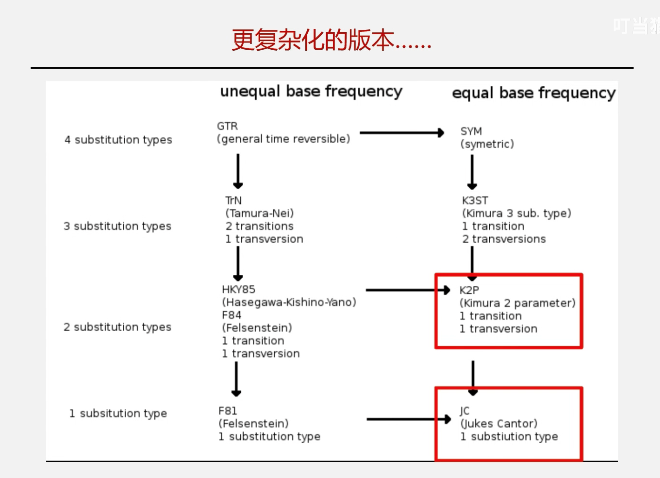 更复杂化的版本......
unequal base frequency
equal base frequency
4 substitution types
GTR
(general time reversible)
SYM
(symetric)
3 substitution types
TrN
(Tamura-Nei)
2 transitions
1 transversion
K3ST
(Kimura 3 sub. type)
1 transition
2 transversions
2 substitution types
HKY85
(Hasegawa-Kishino-Yano)
F84
(Felsenstein)
1 transition
1 transversion
K2P
(Kimura 2 parameter)
1 transition
1 transversion
1 subsitution type
F81
(Felsenstein)
1 substitution type
JC
(Jukes Cantor)
1 substiution type
叮当